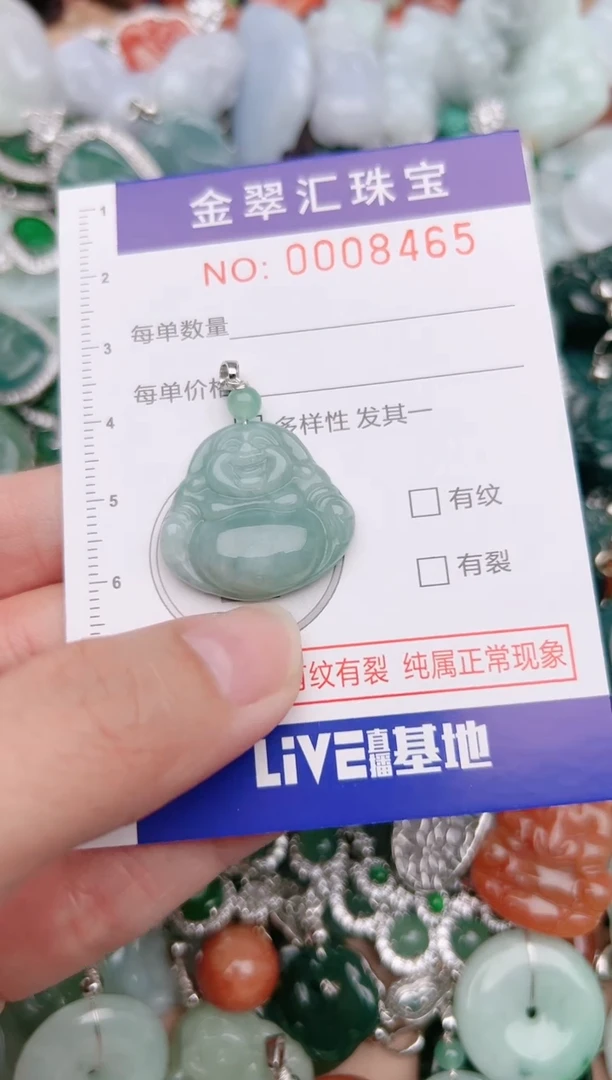 金翠汇珠宝
NO: 0008465
每单数量
每单价格
多样性 发其一
有纹
有裂
有纹有裂 纯属正常现象
LiVE直播基地
1
2
3
4
5
6